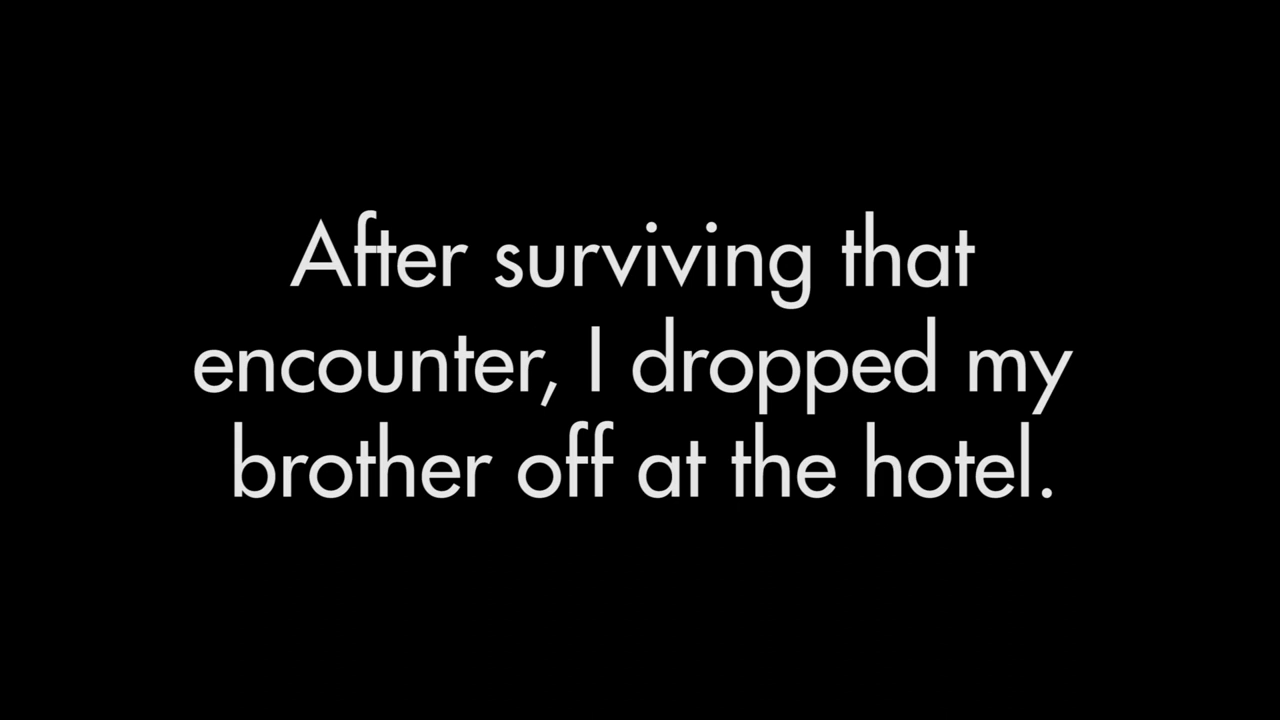 After surviving that
encounter, I dropped my
brother off at the hotel.